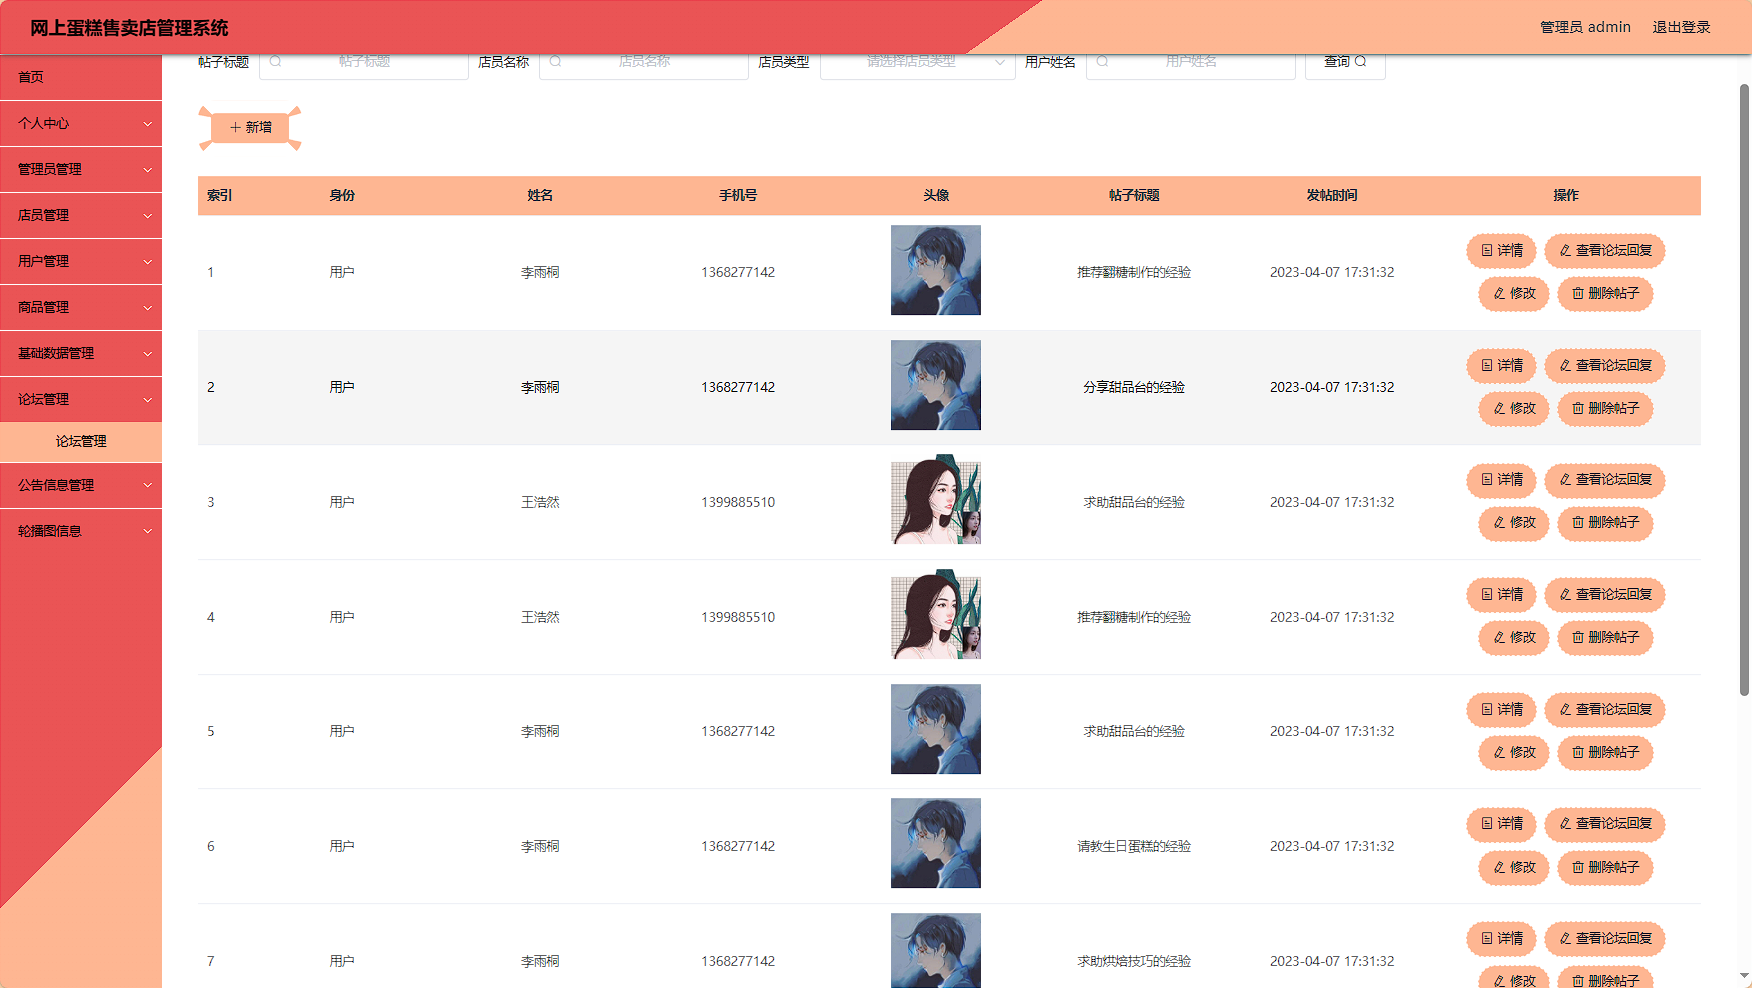 网上蛋糕售卖店管理系统
管理员 admin 退出登录
首页
个人中心
管理员管理
店员管理
用户管理
商品管理
基础数据管理
论坛管理
论坛管理
公告信息管理
轮播图信息
帖子标题 帖子标题 店员名称 店员名称 店员类型 请选择店员类型 用户姓名 用户姓名 查询
新增
索引 身份 姓名 手机号 头像 帖子标题 发帖时间 操作
1 用户 李雨桐 1368277142 推荐翻糖制作的经验 2023-04-07 17:31:32 详情 查看论坛回复
修改 删除帖子
2 用户 李雨桐 1368277142 分享甜品台的经验 2023-04-07 17:31:32 详情 查看论坛回复
修改 删除帖子
3 用户 王浩然 1399885510 求助甜品台的经验 2023-04-07 17:31:32 详情 查看论坛回复
修改 删除帖子
4 用户 王浩然 1399885510 推荐翻糖制作的经验 2023-04-07 17:31:32 详情 查看论坛回复
修改 删除帖子
5 用户 李雨桐 1368277142 求助甜品台的经验 2023-04-07 17:31:32 详情 查看论坛回复
修改 删除帖子
6 用户 李雨桐 1368277142 请教生日蛋糕的经验 2023-04-07 17:31:32 详情 查看论坛回复
修改 删除帖子
7 用户 李雨桐 1368277142 求助烘焙技巧的经验 2023-04-07 17:31:32 详情 查看论坛回复
修改 删除帖子